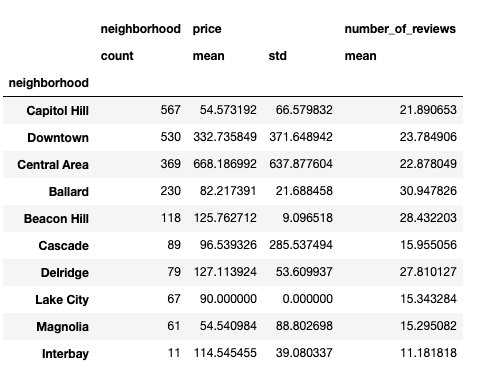 neighborhood price number_of_reviews
count mean std mean
neighborhood
Capitol Hill 567 54.573192 66.579832 21.890653
Downtown 530 332.735849 371.648942 23.784906
Central Area 369 668.186992 637.877604 22.878049
Ballard 230 82.217391 21.688458 30.947826
Beacon Hill 118 125.762712 9.096518 28.432203
Cascade 89 96.539326 285.537494 15.955056
Delridge 79 127.113924 53.609937 27.810127
Lake City 67 90.000000 0.000000 15.343284
Magnolia 61 54.540984 88.802698 15.295082
Interbay 11 114.545455 39.080337 11.181818